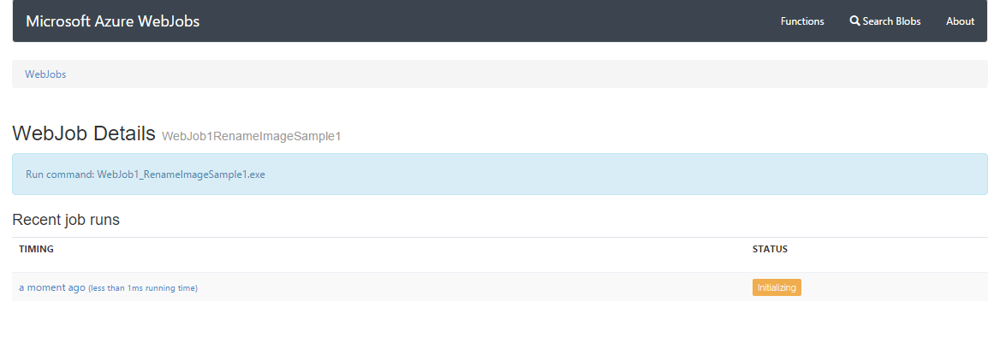 Microsoft Azure WebJobs Functions Search Blobs About
WebJobs
WebJob Details WebJob1RenameImageSample1
Run command: WebJob1_RenameImageSample1.exe
Recent job runs
TIMING STATUS
a moment ago (less than 1ms running time) Initializing